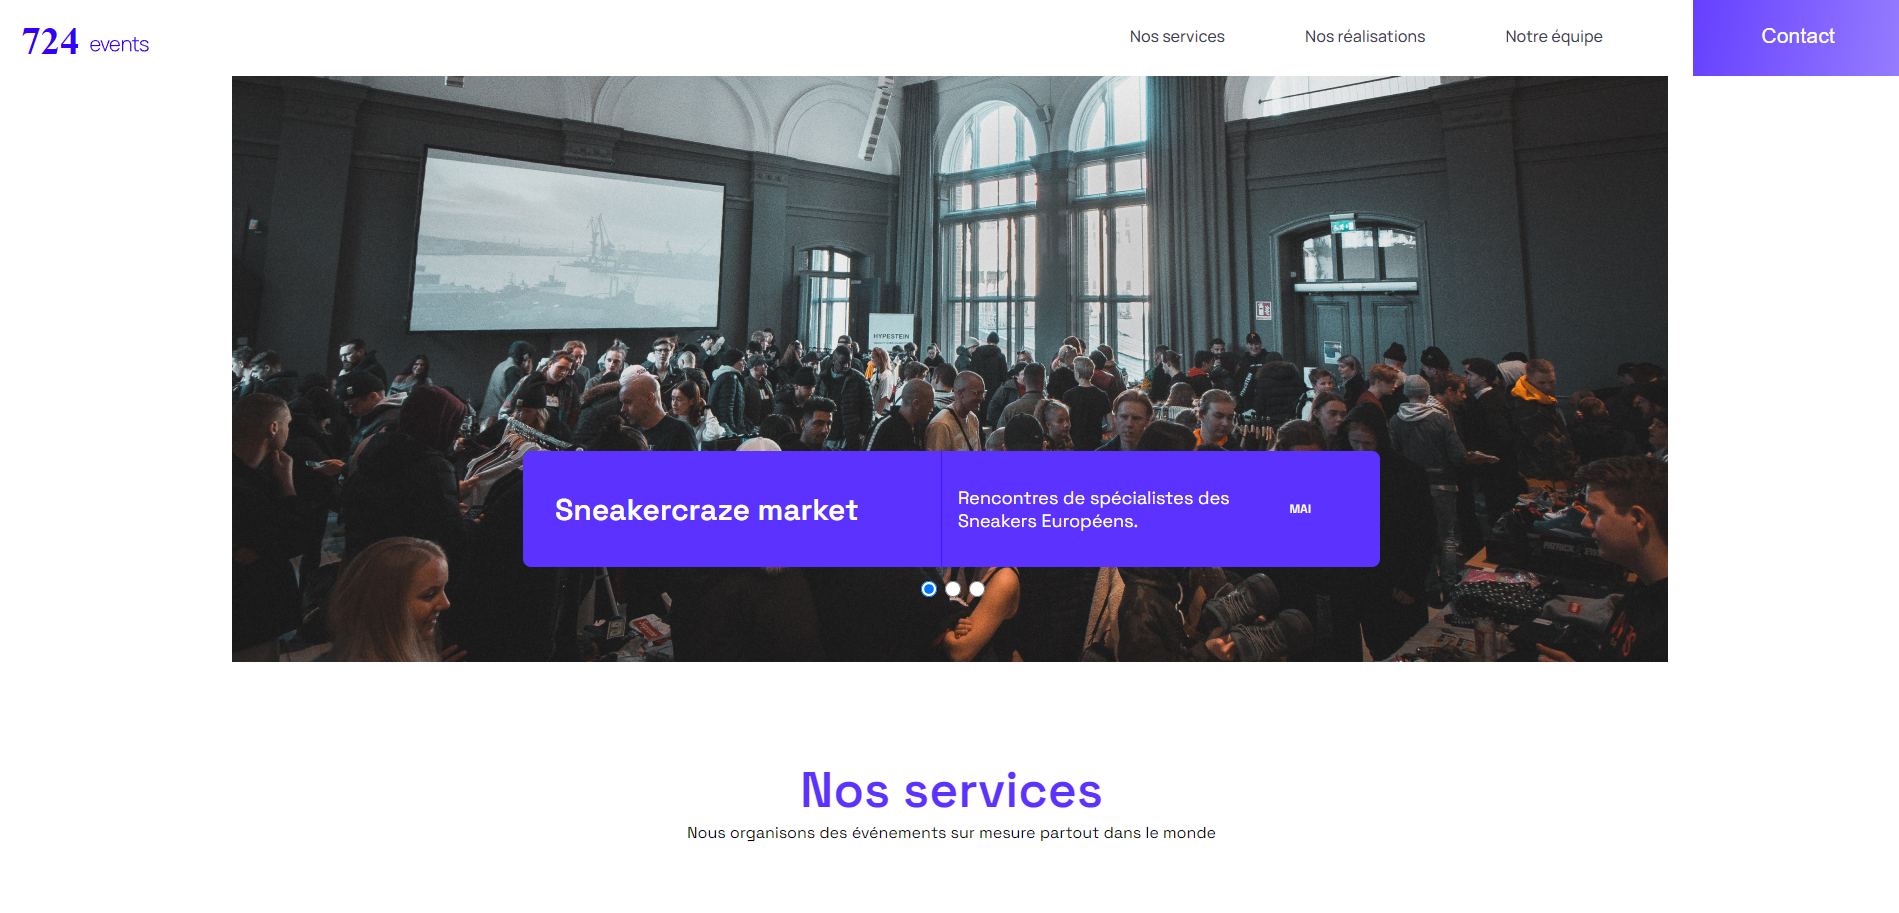 724 events
Nos services
Nos réalisations
Notre équipe
Contact
HYPESTEIN
Sneakercraze market
Rencontres de spécialistes des
Sneakers Européens.
MAI
Nos services
Nous organisons des événements sur mesure partout dans le monde